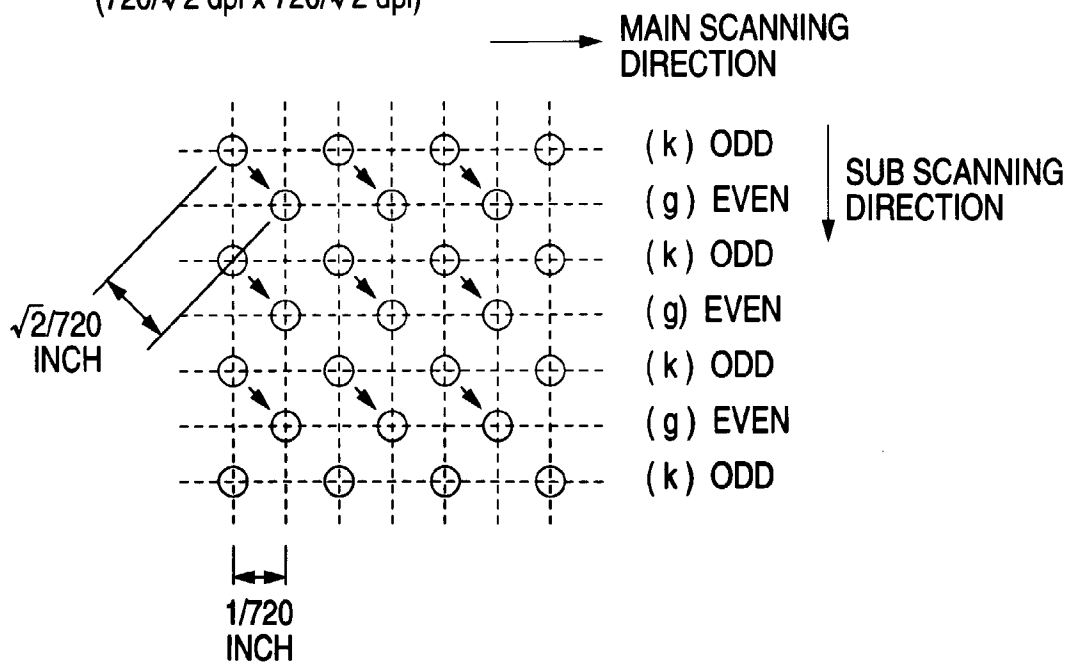 (720/√2 dpi x 720/√2 dpi)
MAIN SCANNING
DIRECTION
(k) ODD
(g) EVEN
(k) ODD
(g) EVEN
(k) ODD
(g) EVEN
(k) ODD
SUB SCANNING
DIRECTION
√2/720
INCH
1/720
INCH